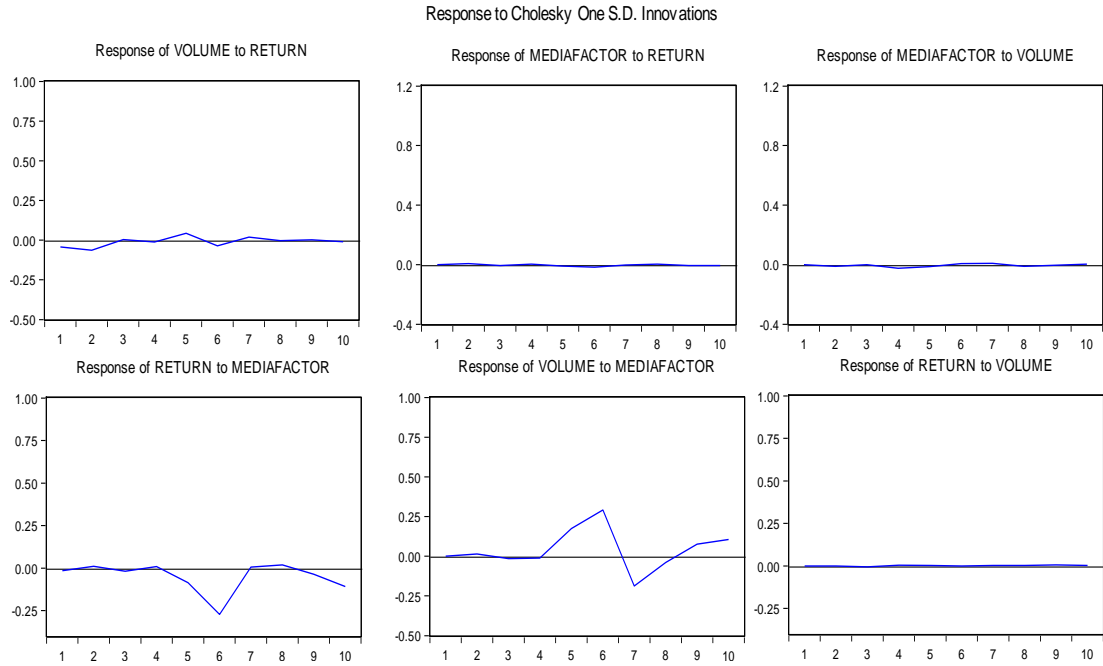 Response to Cholesky One S.D. Innovations
Response of VOLUME to RETURN
1.00
0.75
0.50
0.25
0.00
-0.25
-0.50
1 2 3 4 5 6 7 8 9 10
Response of MEDIAFACTOR to RETURN
1.2
0.8
0.4
0.0
-0.4
1 2 3 4 5 6 7 8 9 10
Response of MEDIAFACTOR to VOLUME
1.2
0.8
0.4
0.0
-0.4
1 2 3 4 5 6 7 8 9 10
Response of RETURN to MEDIAFACTOR
1.00
0.75
0.50
0.25
0.00
-0.25
1 2 3 4 5 6 7 8 9 10
Response of VOLUME to MEDIAFACTOR
1.00
0.75
0.50
0.25
0.00
-0.25
-0.50
1 2 3 4 5 6 7 8 9 10
Response of RETURN to VOLUME
1.00
0.75
0.50
0.25
0.00
-0.25
1 2 3 4 5 6 7 8 9 10